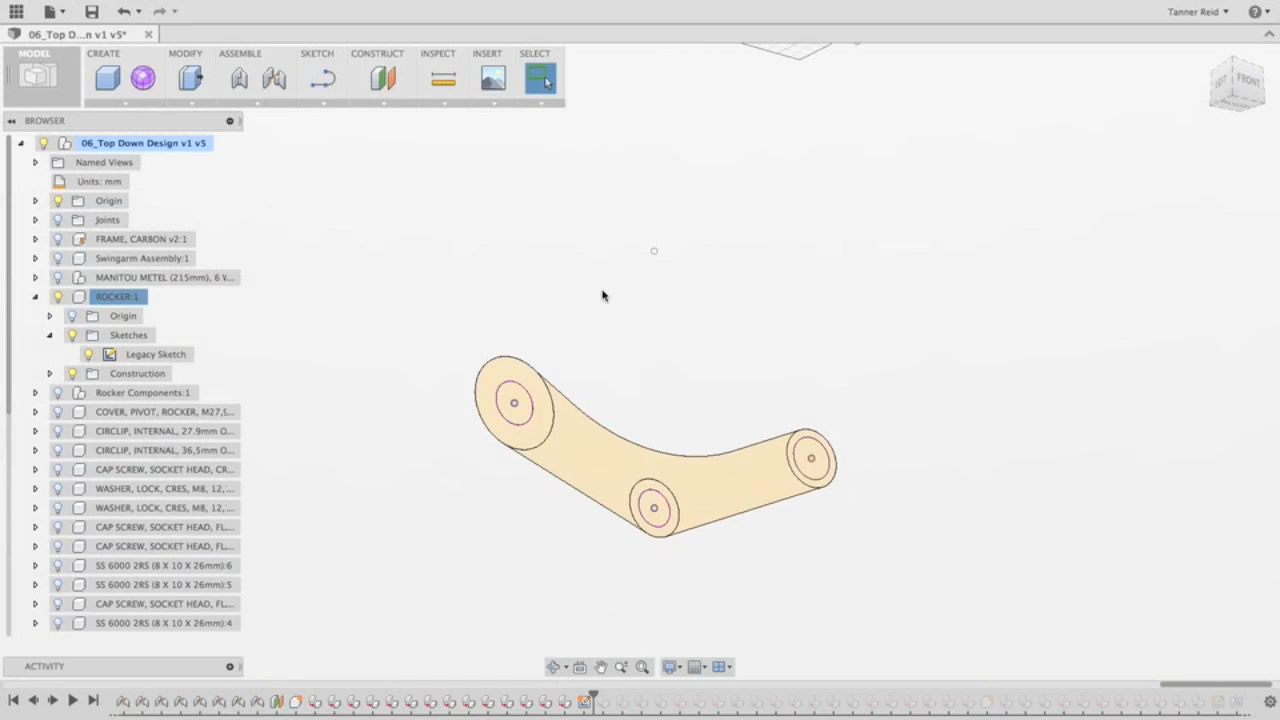 Tanner Reid
06_Top D...n v1 v5*
MODEL
CREATE
MODIFY
ASSEMBLE
SKETCH
CONSTRUCT
INSPECT
INSERT
SELECT
LEFT
FRONT
BROWSER
06_Top Down Design v1 v5
Named Views
Units: mm
Origin
Joints
FRAME, CARBON v2:1
Swingarm Assembly:1
MANITOU METEL (215mm), 6 W...
ROCKER:1
Origin
Sketches
Legacy Sketch
Construction
Rocker Components:1
COVER, PIVOT, ROCKER, M27,...
CIRCLIP, INTERNAL, 27.9mm O...
CIRCLIP, INTERNAL, 36,5mm O...
CAP SCREW, SOCKET HEAD, CR...
WASHER, LOCK, CRES, M8, 12,...
WASHER, LOCK, CRES, M8, 12,...
CAP SCREW, SOCKET HEAD, FL...
CAP SCREW, SOCKET HEAD, FL...
SS 6000 2RS (8 X 10 X 26mm):6
SS 6000 2RS (8 X 10 X 26mm):5
CAP SCREW, SOCKET HEAD, FL...
SS 6000 2RS (8 X 10 X 26mm):4
ACTIVITY